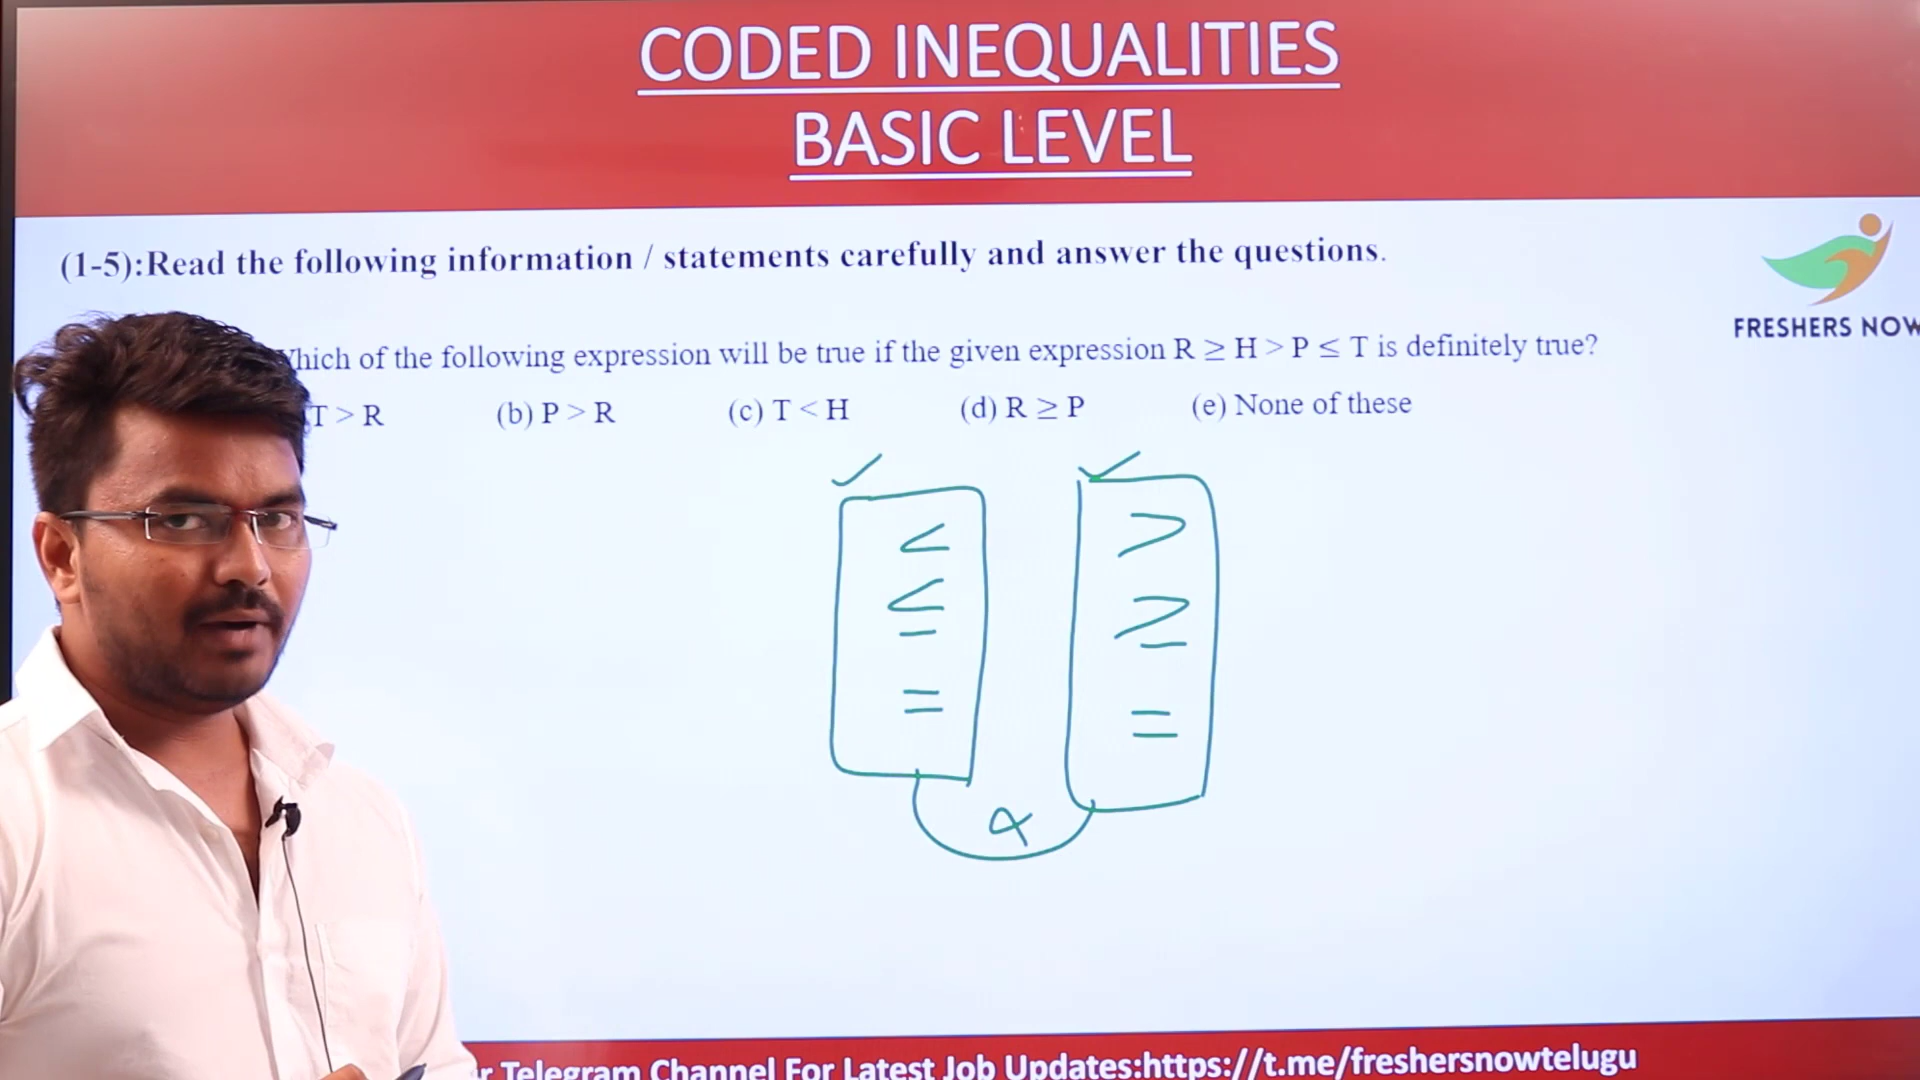 CODED INEQUALITIES
BASIC LEVEL
(1-5):Read the following information / statements carefully and answer the questions.
of the following expression will be true if the given expression R ≥ H > P ≤ T is definitely true?
T > R (b) P > R (c) T < H (d) R ≥ P (e) None of these
FRESHERS NOW
< >
≤ ≥
= =
Telegram Channel For Latest Job Updates:https://t.me/freshersnowtelugu